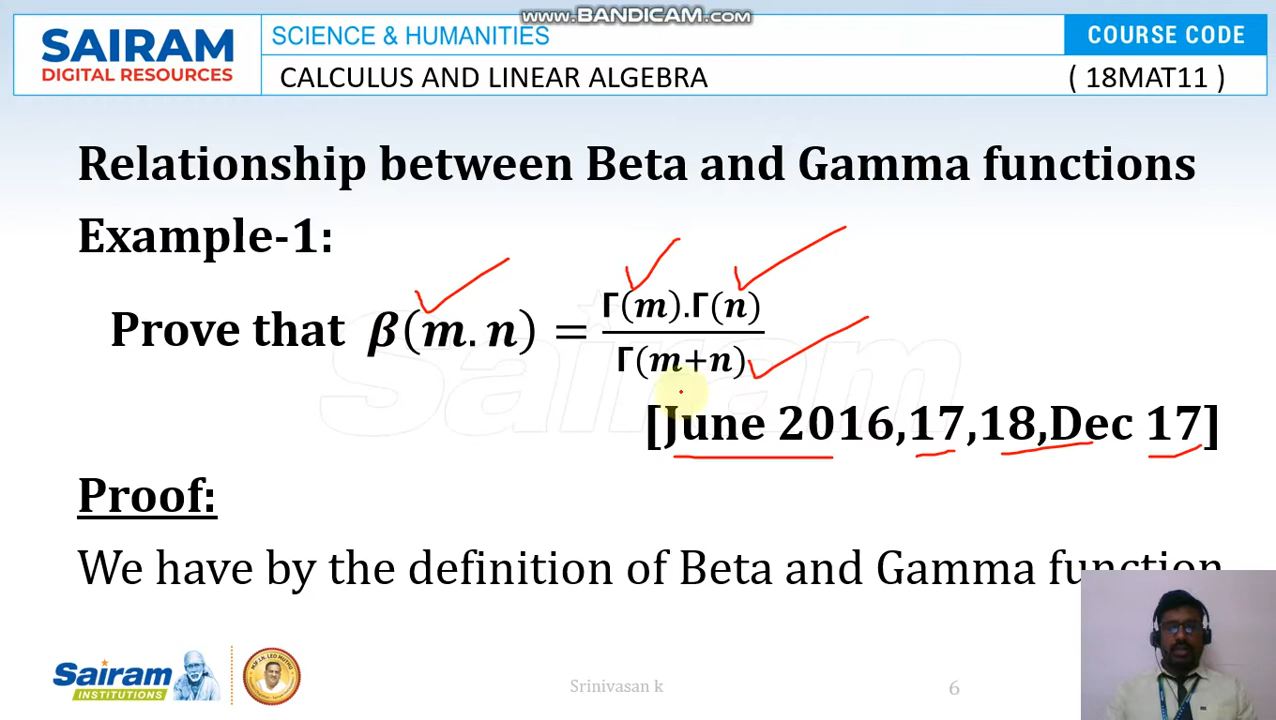 www.BANDICAM.com
SAIRAM
DIGITAL RESOURCES
SCIENCE & HUMANITIES
COURSE CODE
CALCULUS AND LINEAR ALGEBRA
( 18MAT11 )
Relationship between Beta and Gamma functions
Example-1:
Prove that β(m.n) = Γ(m).Γ(n) / Γ(m+n)
[June 2016,17,18,Dec 17]
Proof:
We have by the definition of Beta and Gamma function
Sairam
INSTITUTIONS
Srinivasan k
6
Sairam